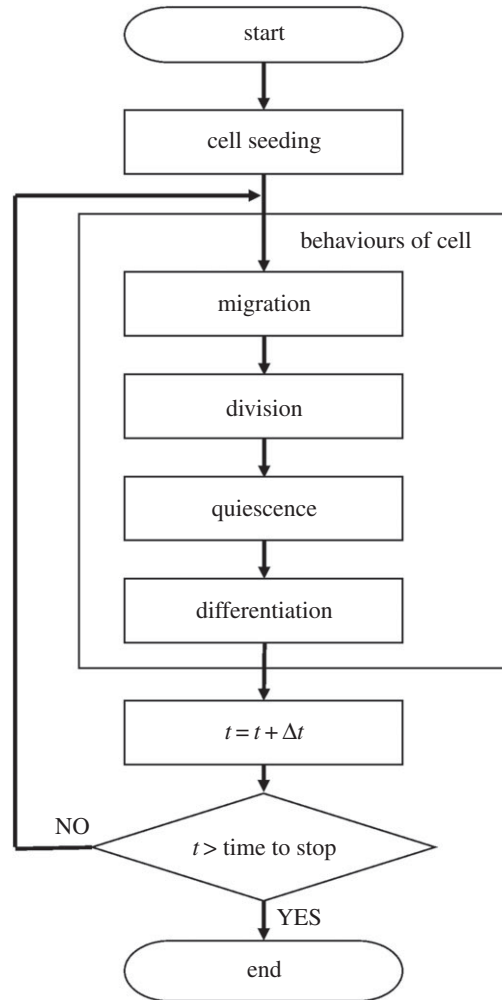 start
cell seeding
behaviours of cell
migration
division
quiescence
differentiation
t = t + Δt
NO
t > time to stop
YES
end